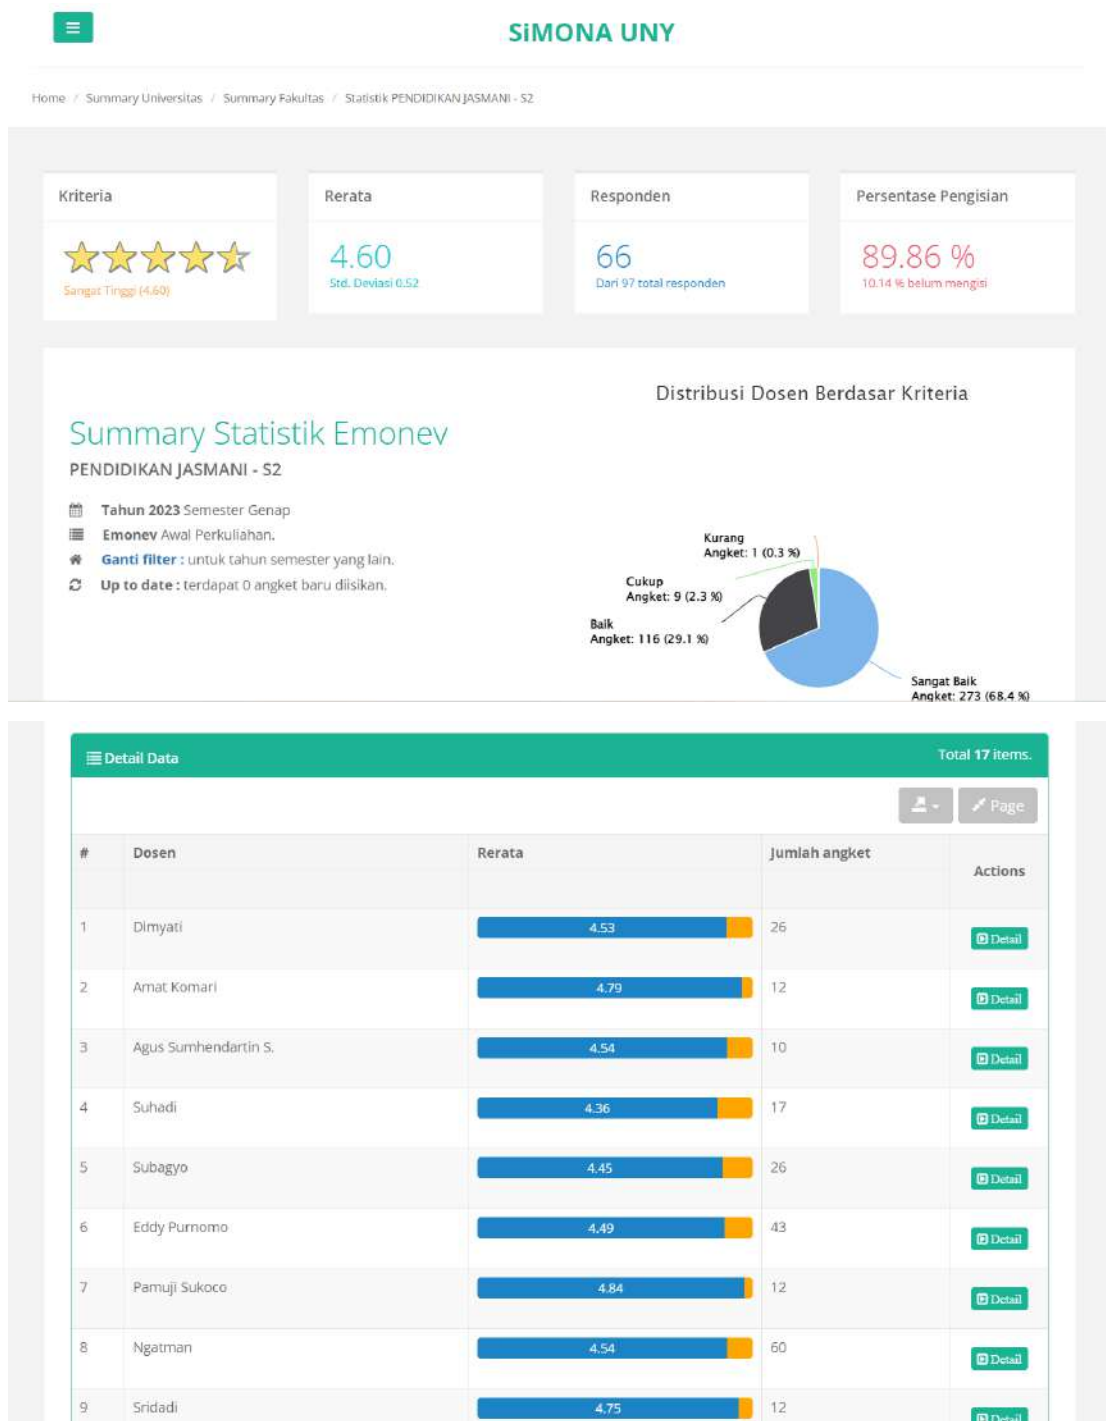 SiMONA UNY
Home / Summary Universitas / Summary Fakultas / Statistik PENDIDIKAN JASMANI - S2
Kriteria
Sangat Tinggi (4.60)
Rerata
4.60
Std. Deviasi 0.52
Responden
66
Dari 97 total responden
Persentase Pengisian
89.86 %
10.14 % belum mengisi
Summary Statistik Emonev
PENDIDIKAN JASMANI - S2
Tahun 2023 Semester Genap
Emonev Awal Perkuliahan.
Ganti filter : untuk tahun semester yang lain.
Up to date : terdapat 0 angket baru diisikan.
Distribusi Dosen Berdasar Kriteria
Kurang
Angket: 1 (0.3 %)
Cukup
Angket: 9 (2.3 %)
Baik
Angket: 116 (29.1 %)
Sangat Baik
Angket: 273 (68.4 %)
Detail Data Total 17 items.
Page
# Dosen Rerata Jumlah angket Actions
1 Dimyati 4.53 26 Detail
2 Amat Komari 4.79 12 Detail
3 Agus Sumhendartin S. 4.54 10 Detail
4 Suhadi 4.36 17 Detail
5 Subagyo 4.45 26 Detail
6 Eddy Purnomo 4.49 43 Detail
7 Pamuji Sukoco 4.84 12 Detail
8 Ngatman 4.54 60 Detail
9 Sridadi 4.75 12 Detail